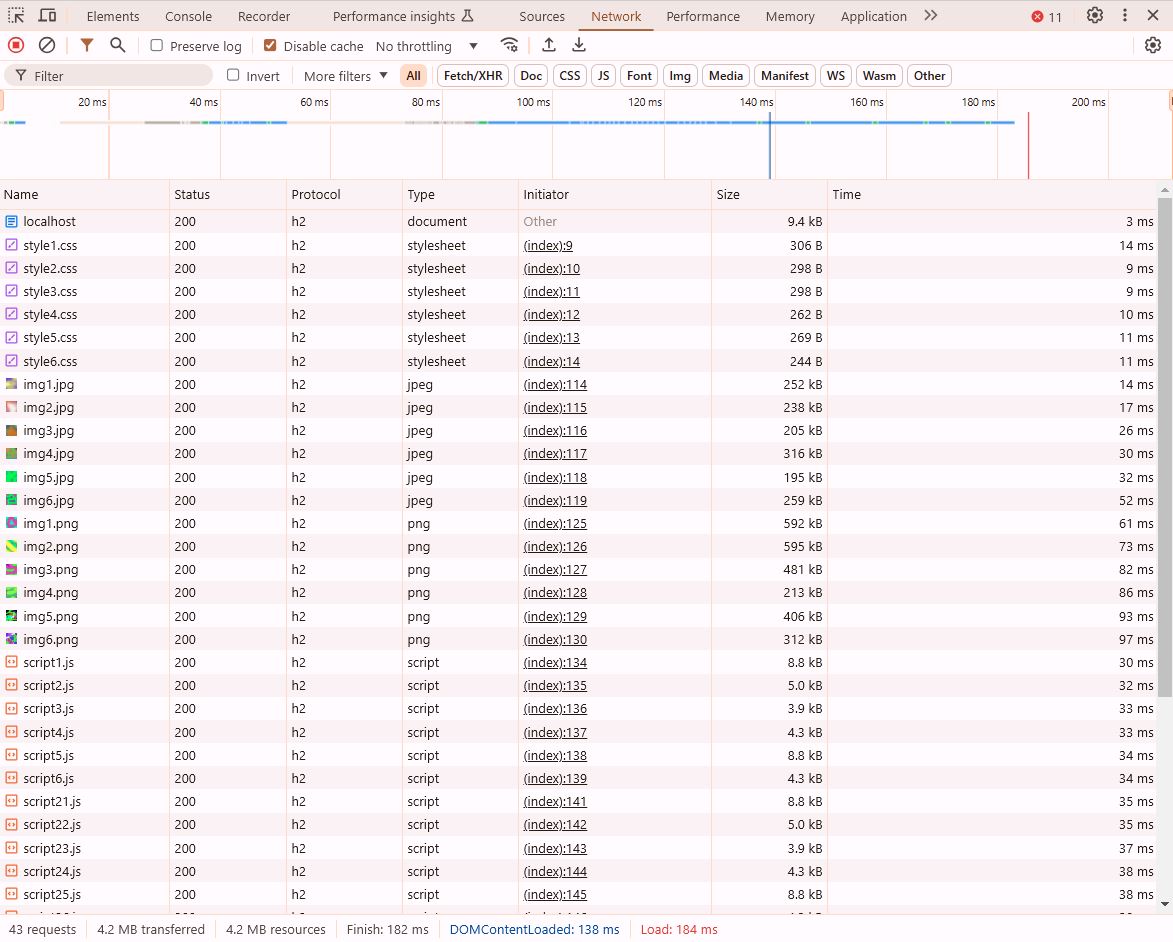 Elements Console Recorder Performance insights Sources Network Performance Memory Application 11
Preserve log Disable cache No throttling
Filter Invert More filters All Fetch/XHR Doc CSS JS Font Img Media Manifest WS Wasm Other
20 ms 40 ms 60 ms 80 ms 100 ms 120 ms 140 ms 160 ms 180 ms 200 ms
Name Status Protocol Type Initiator Size Time
localhost 200 h2 document Other 9.4 kB 3 ms
style1.css 200 h2 stylesheet (index):9 306 B 14 ms
style2.css 200 h2 stylesheet (index):10 298 B 9 ms
style3.css 200 h2 stylesheet (index):11 298 B 9 ms
style4.css 200 h2 stylesheet (index):12 262 B 10 ms
style5.css 200 h2 stylesheet (index):13 269 B 11 ms
style6.css 200 h2 stylesheet (index):14 244 B 11 ms
img1.jpg 200 h2 jpeg (index):114 252 kB 14 ms
img2.jpg 200 h2 jpeg (index):115 238 kB 17 ms
img3.jpg 200 h2 jpeg (index):116 205 kB 26 ms
img4.jpg 200 h2 jpeg (index):117 316 kB 30 ms
img5.jpg 200 h2 jpeg (index):118 195 kB 32 ms
img6.jpg 200 h2 jpeg (index):119 259 kB 52 ms
img1.png 200 h2 png (index):125 592 kB 61 ms
img2.png 200 h2 png (index):126 595 kB 73 ms
img3.png 200 h2 png (index):127 481 kB 82 ms
img4.png 200 h2 png (index):128 213 kB 86 ms
img5.png 200 h2 png (index):129 406 kB 93 ms
img6.png 200 h2 png (index):130 312 kB 97 ms
script1.js 200 h2 script (index):134 8.8 kB 30 ms
script2.js 200 h2 script (index):135 5.0 kB 32 ms
script3.js 200 h2 script (index):136 3.9 kB 33 ms
script4.js 200 h2 script (index):137 4.3 kB 33 ms
script5.js 200 h2 script (index):138 8.8 kB 34 ms
script6.js 200 h2 script (index):139 4.3 kB 34 ms
script21.js 200 h2 script (index):141 8.8 kB 35 ms
script22.js 200 h2 script (index):142 5.0 kB 35 ms
script23.js 200 h2 script (index):143 3.9 kB 37 ms
script24.js 200 h2 script (index):144 4.3 kB 38 ms
script25.js 200 h2 script (index):145 8.8 kB 38 ms
43 requests 4.2 MB transferred 4.2 MB resources Finish: 182 ms DOMContentLoaded: 138 ms Load: 184 ms